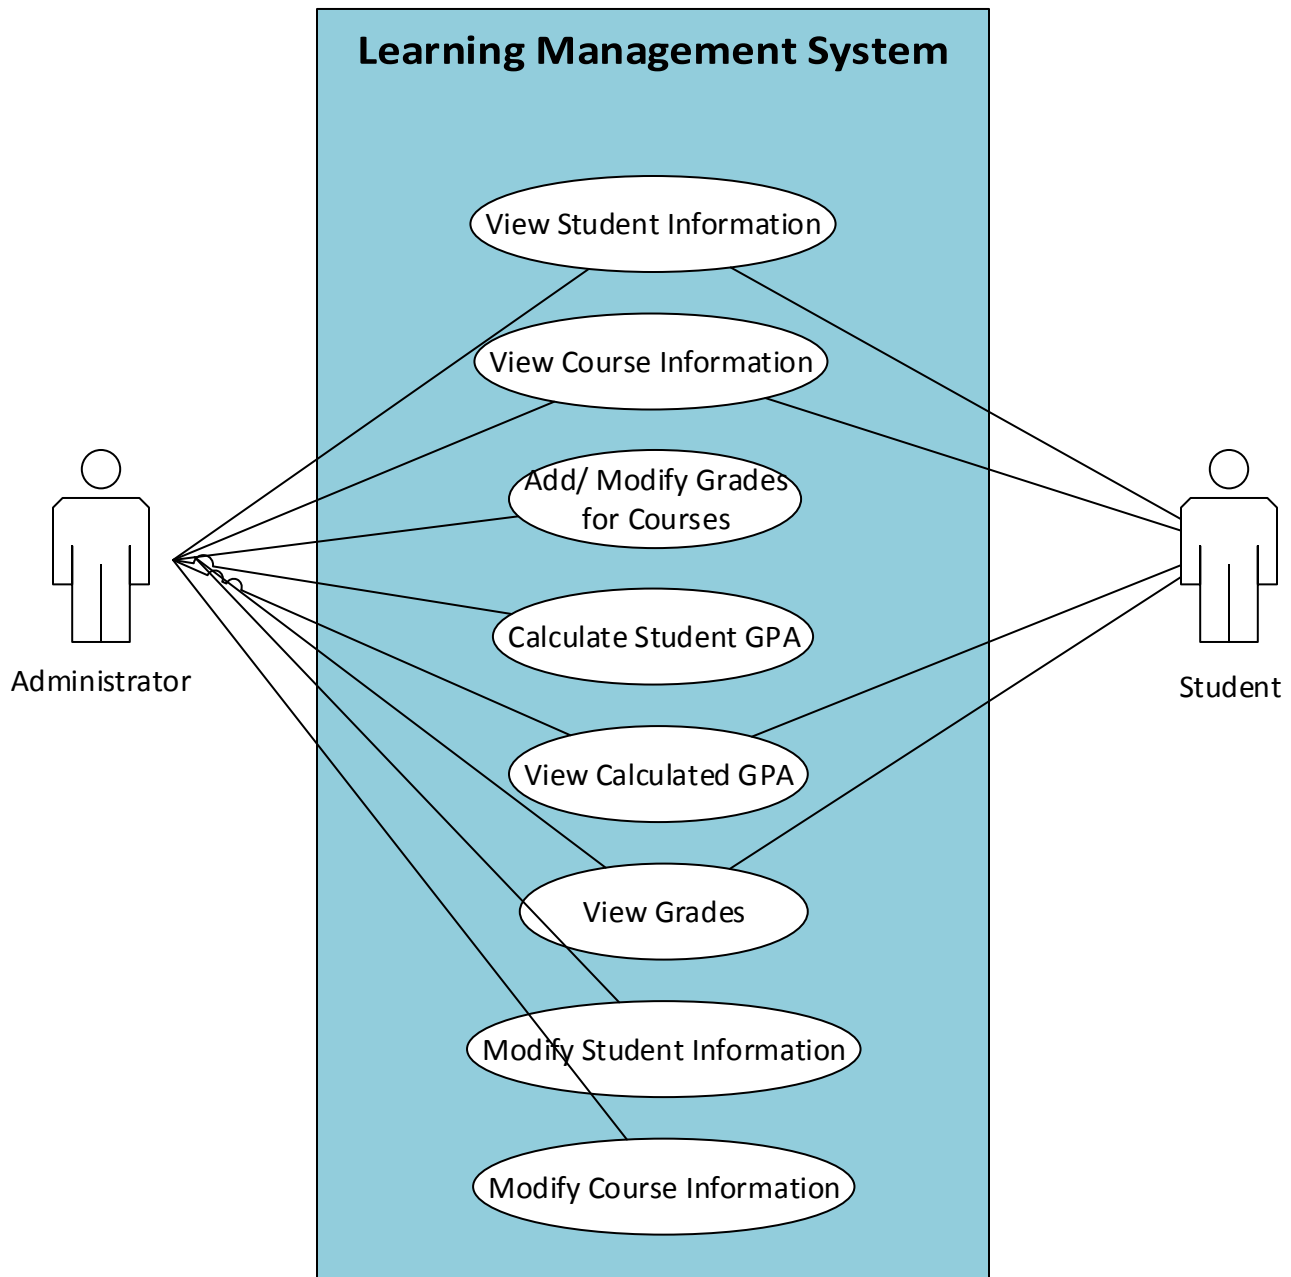 Learning Management System
View Student Information
View Course Information
Add/ Modify Grades
for Courses
Calculate Student GPA
Administrator
Student
View Calculated GPA
View Grades
Modify Student Information
Modify Course Information